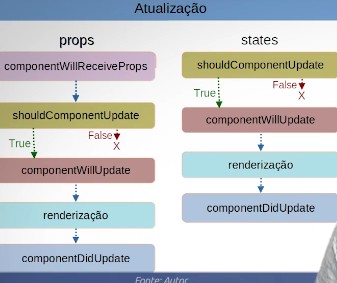 Atualização
props
componentWillReceiveProps
shouldComponentUpdate
True
False
X
componentWillUpdate
renderização
componentDidUpdate
states
shouldComponentUpdate
True
False
X
componentWillUpdate
renderização
componentDidUpdate
Fonte: Autor